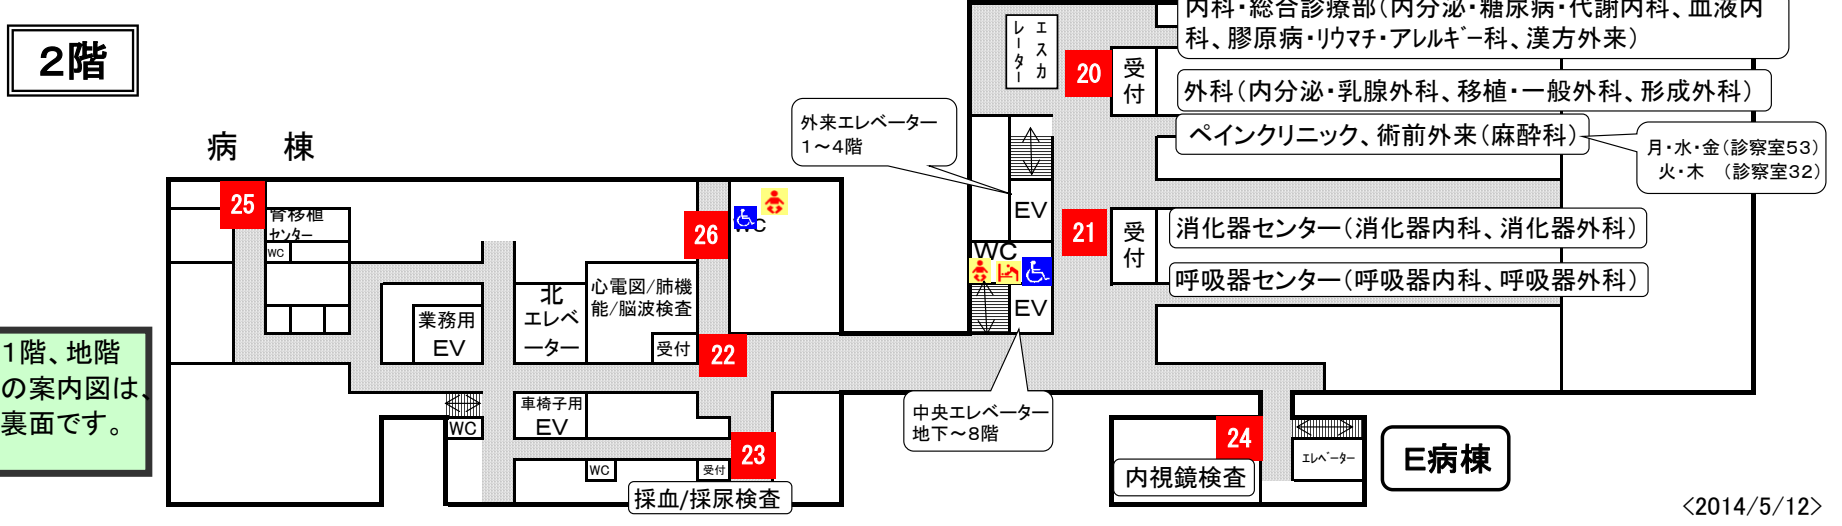 2階
病　棟
1階、地階
の案内図は、
裏面です。
エスカ
レーター
内科・総合診療部(内分泌・糖尿病・代謝内科、血液内
科、膠原病・リウマチ・アレルギー科、漢方外来)
20
受付
外科(内分泌・乳腺外科、移植・一般外科、形成外科)
ペインクリニック、術前外来(麻酔科)
月・水・金(診察室53)
火・木　(診察室32)
外来エレベーター
1～4階
EV
21
受付
消化器センター(消化器内科、消化器外科)
呼吸器センター(呼吸器内科、呼吸器外科)
WC
EV
中央エレベーター
地下～8階
25
腎移植
センター
WC
26
WC
業務用
EV
北
エレベ
ーター
心電図/肺機
能/脳波検査
受付
22
WC
車椅子用
EV
WC
受付
23
採血/採尿検査
24
内視鏡検査
エレベーター
E病棟
<2014/5/12>